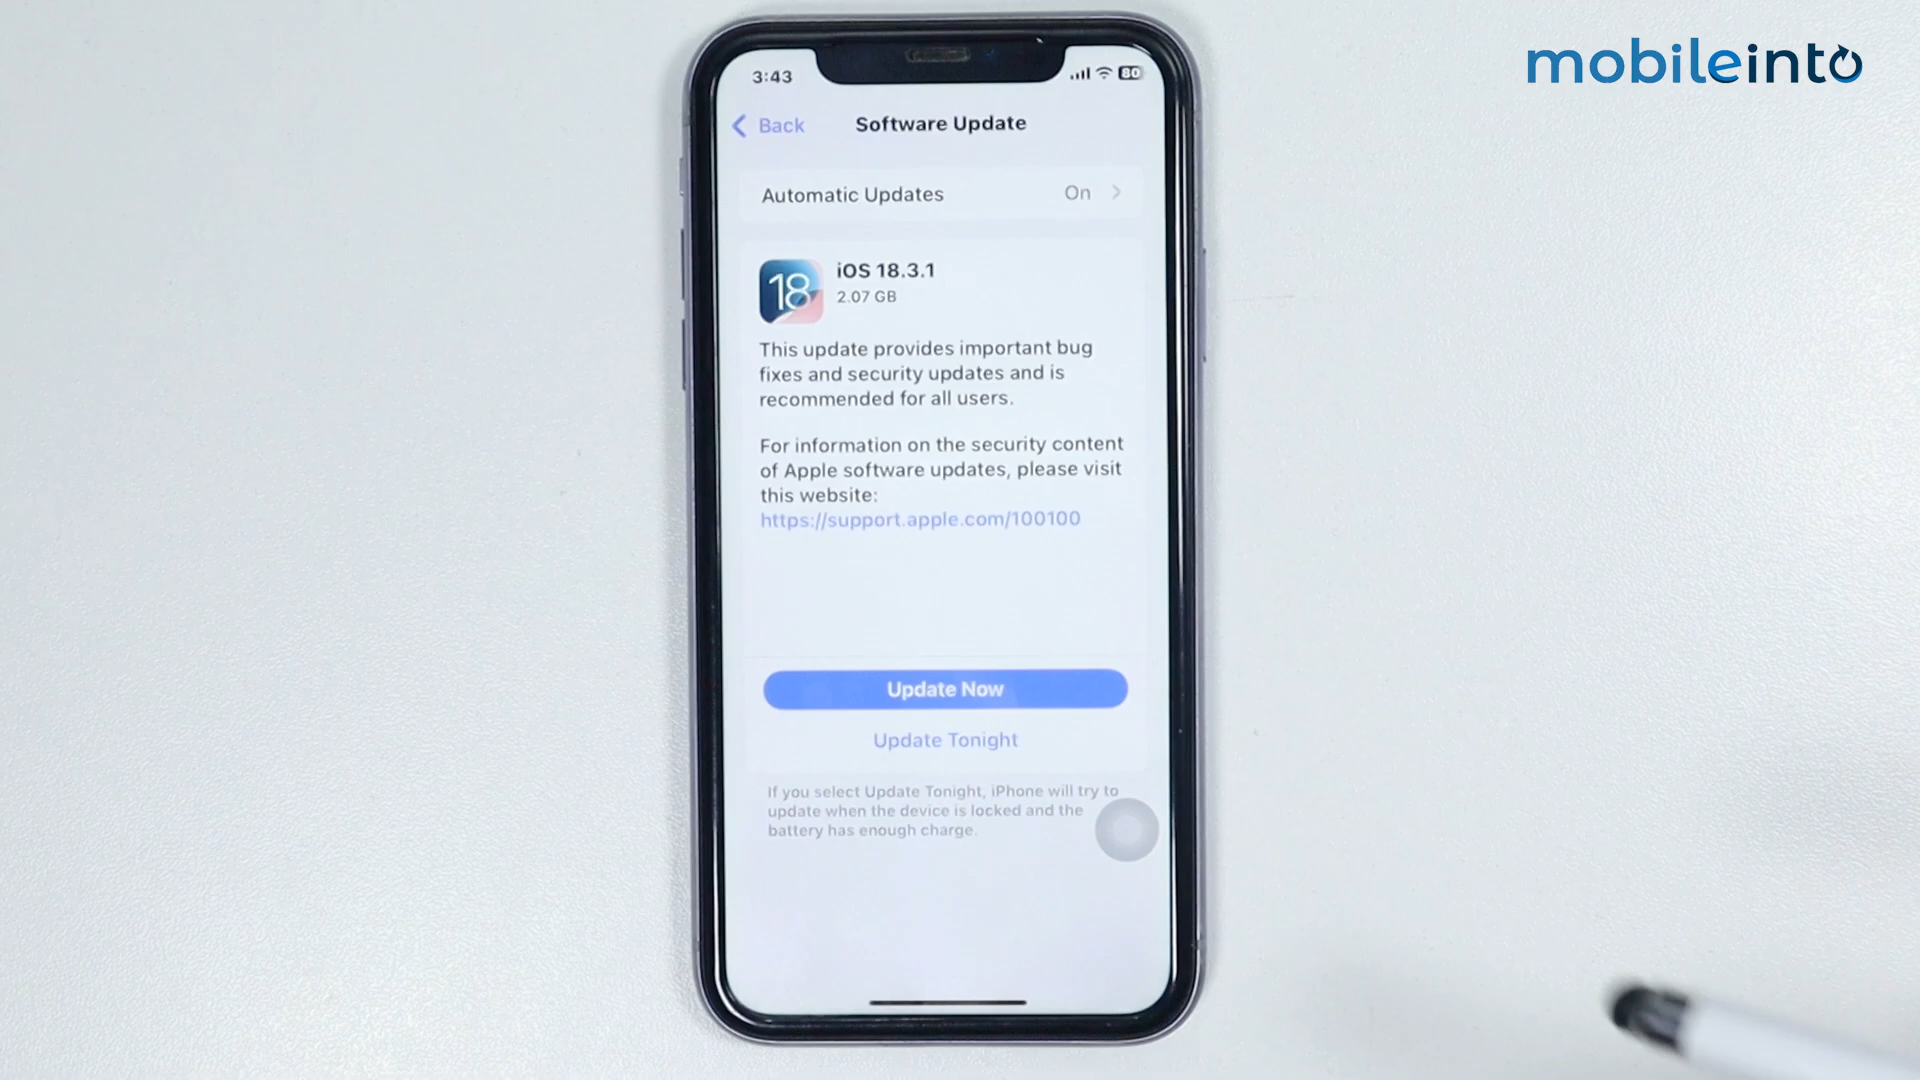 mobileinto
3:43
80
Back
Software Update
Automatic Updates
On
18
iOS 18.3.1
2.07 GB
This update provides important bug
fixes and security updates and is
recommended for all users.
For information on the security content
of Apple software updates, please visit
this website:
https://support.apple.com/100100
Update Now
Update Tonight
If you select Update Tonight, iPhone will try to
update when the device is locked and the
battery has enough charge.